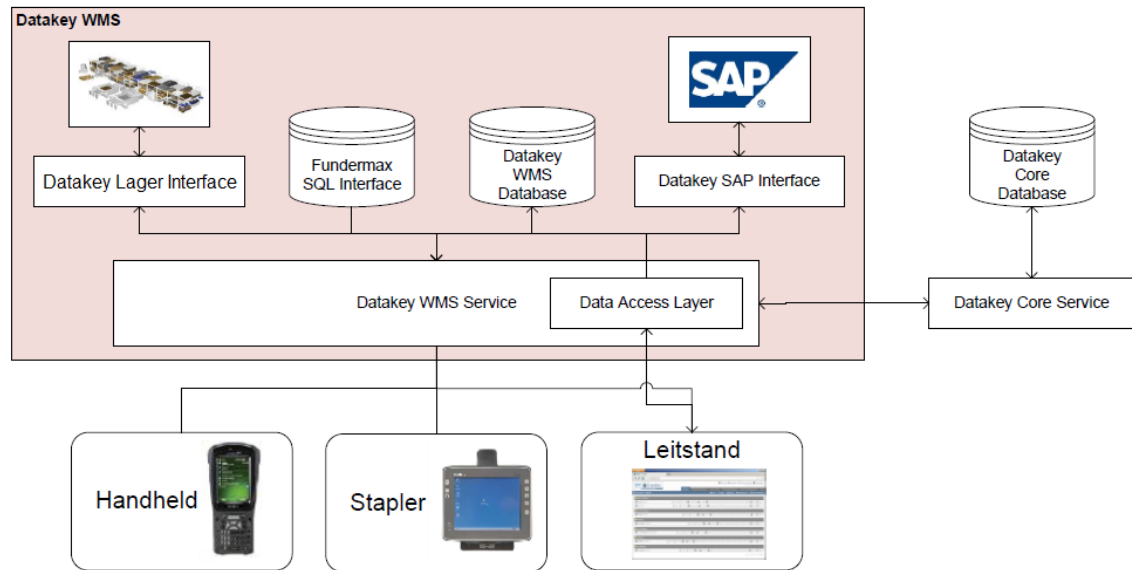 Datakey WMS
SAP
®
Datakey Lager Interface
Fundermax
SQL Interface
Datakey
WMS
Database
Datakey SAP Interface
Datakey
Core
Database
Datakey WMS Service
Data Access Layer
Datakey Core Service
Handheld
Stapler
Leitstand